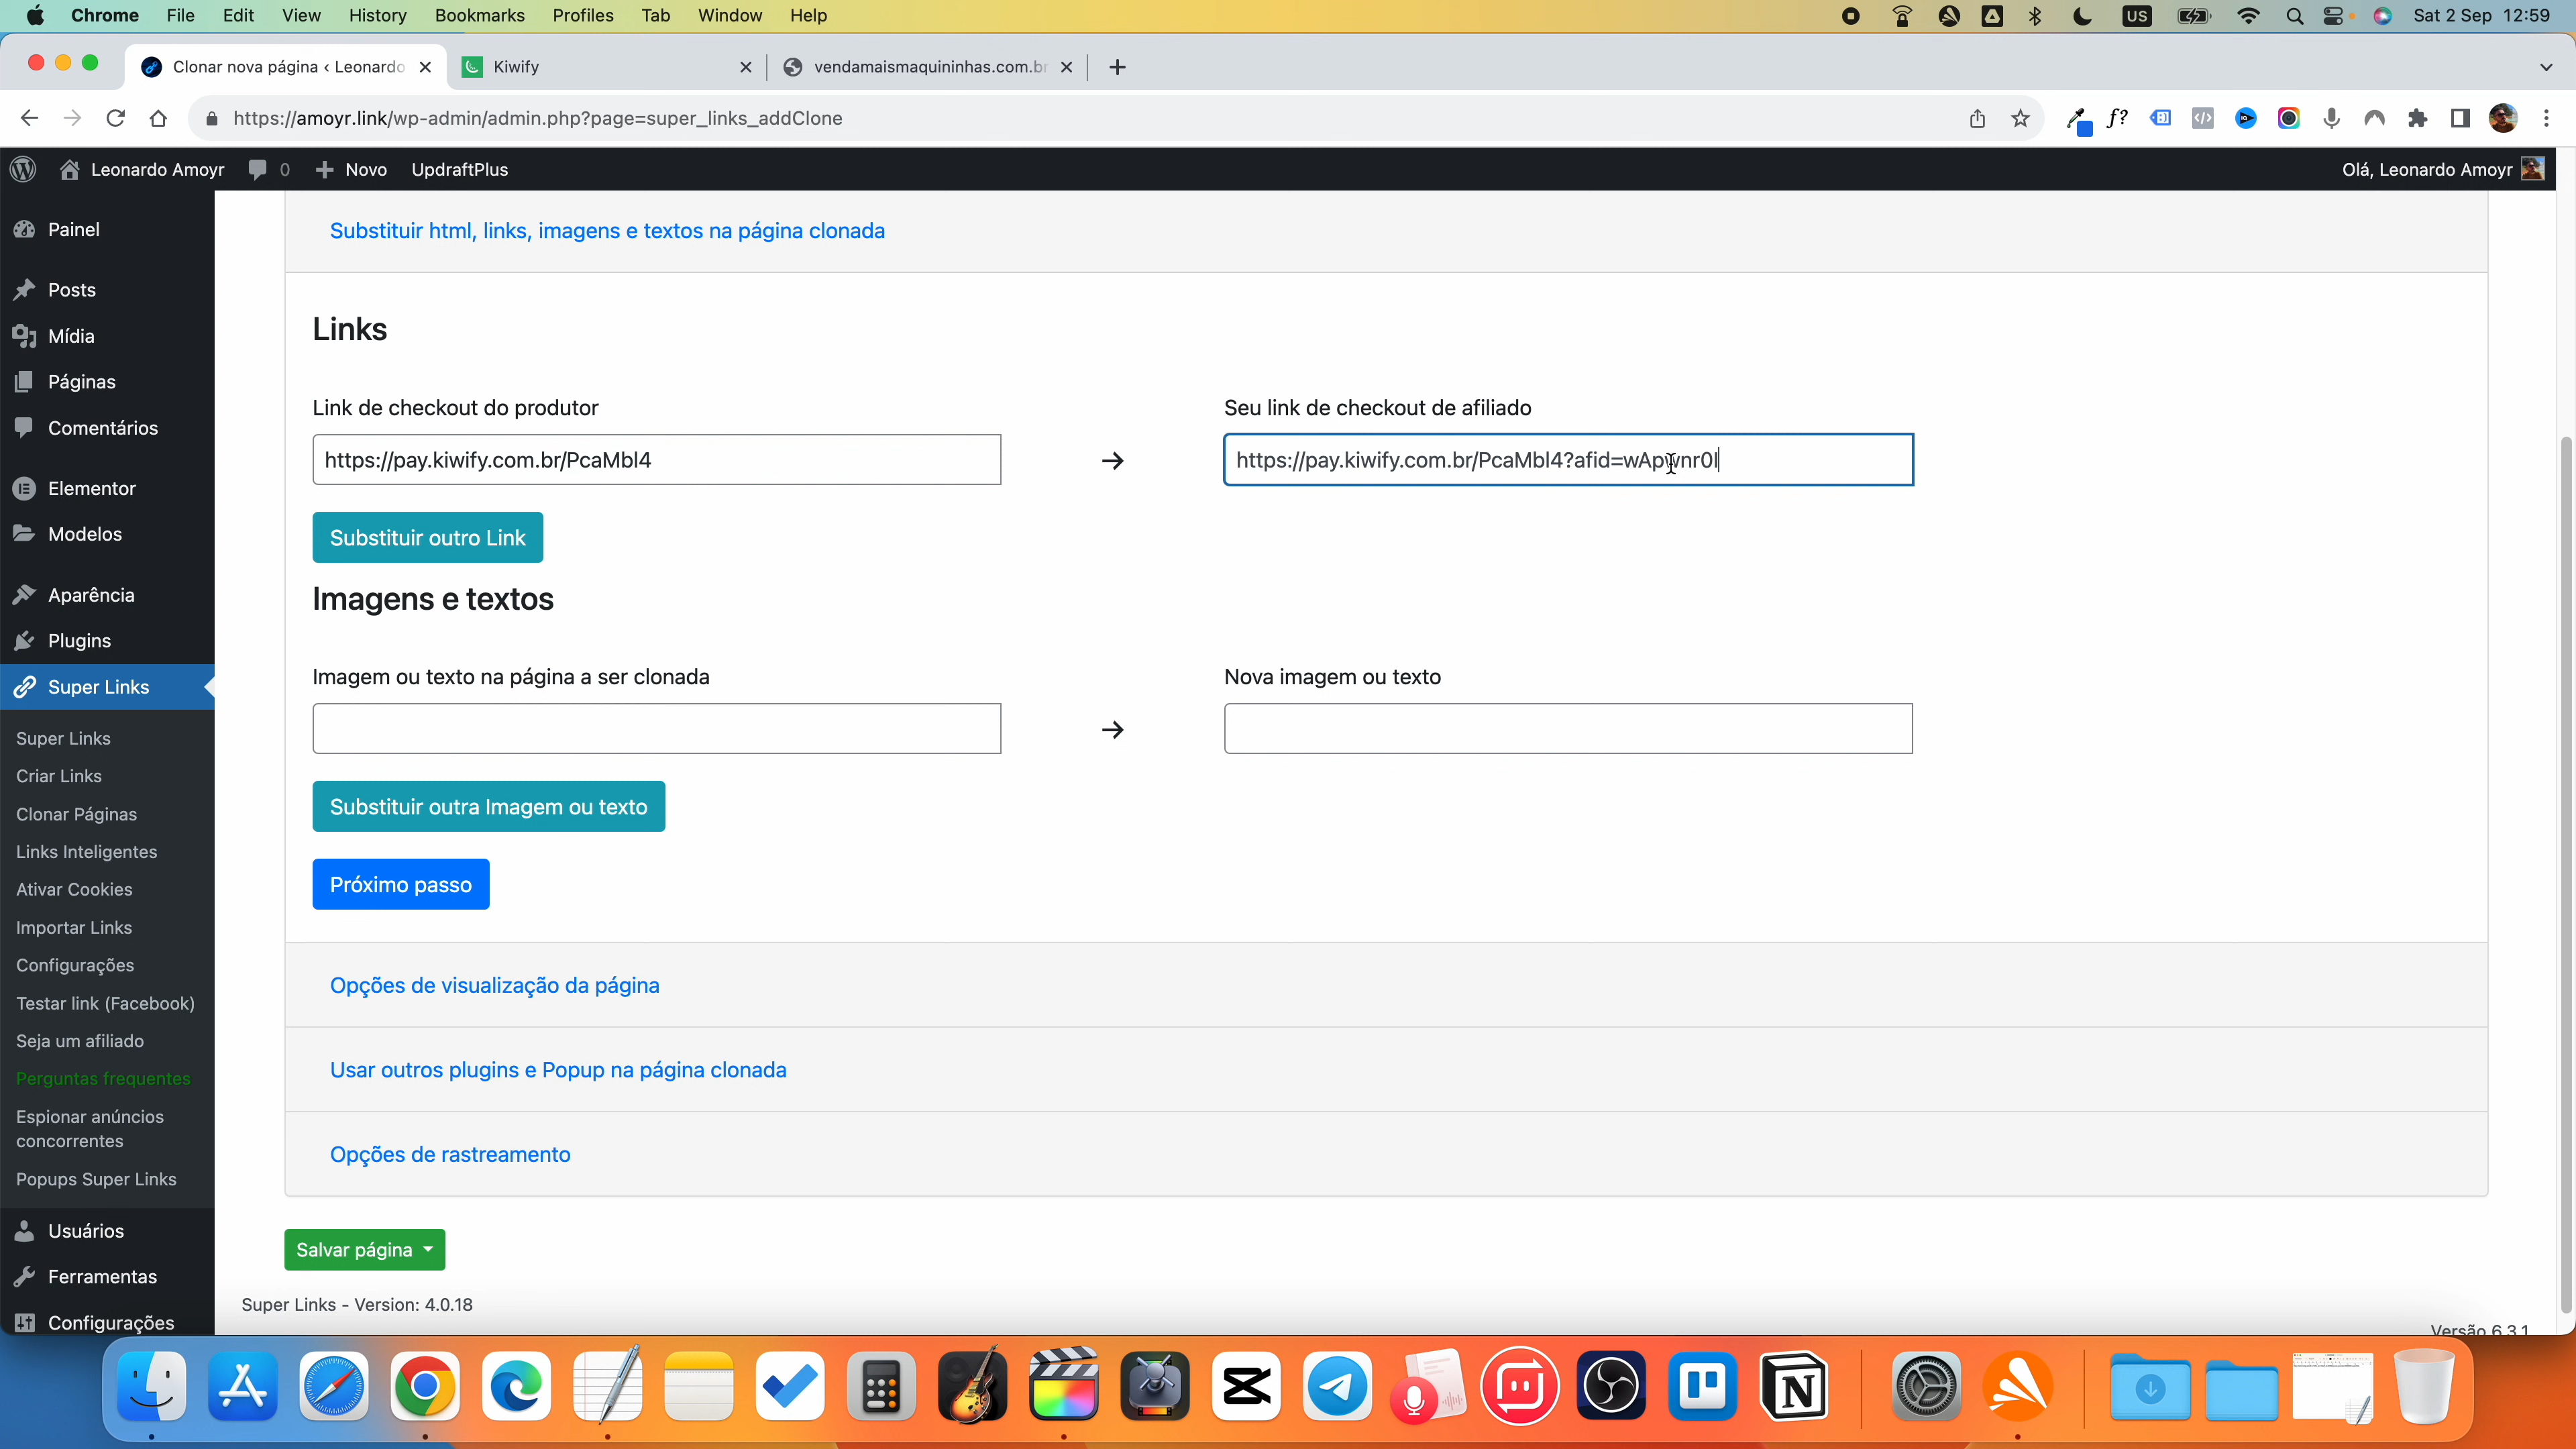 Chrome File Edit View History Bookmarks Profiles Tab Window Help US Sat 2 Sep 12:59
Clonar nova página ‹ Leonardo Kiwify vendamaismaquininhas.com.br
https://amoyr.link/wp-admin/admin.php?page=super_links_addClone
Leonardo Amoyr 0 Novo UpdraftPlus Olá, Leonardo Amoyr
Painel
Posts
Mídia
Páginas
Comentários
Elementor
Modelos
Aparência
Plugins
Super Links
Super Links
Criar Links
Clonar Páginas
Links Inteligentes
Ativar Cookies
Importar Links
Configurações
Testar link (Facebook)
Seja um afiliado
Perguntas frequentes
Espionar anúncios
concorrentes
Popups Super Links
Usuários
Ferramentas
Configurações
Substituir html, links, imagens e textos na página clonada
Links
Link de checkout do produtor Seu link de checkout de afiliado
https://pay.kiwify.com.br/PcaMbl4 → https://pay.kiwify.com.br/PcaMbl4?afid=wApwnr0I
Substituir outro Link
Imagens e textos
Imagem ou texto na página a ser clonada Nova imagem ou texto
→
Substituir outra Imagem ou texto
Próximo passo
Opções de visualização da página
Usar outros plugins e Popup na página clonada
Opções de rastreamento
Salvar página
Super Links - Version: 4.0.18
Versão 6.3.1